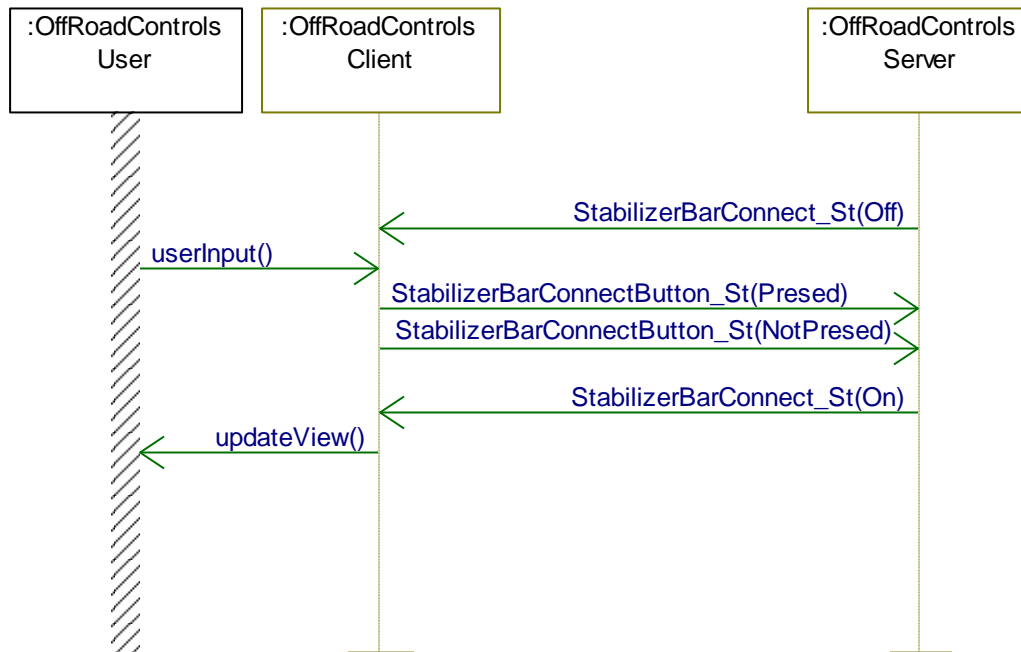 :OffRoadControls
User
:OffRoadControls
Client
:OffRoadControls
Server
StabilizerBarConnect_St(Off)
userInput()
StabilizerBarConnectButton_St(Presed)
StabilizerBarConnectButton_St(NotPresed)
StabilizerBarConnect_St(On)
updateView()